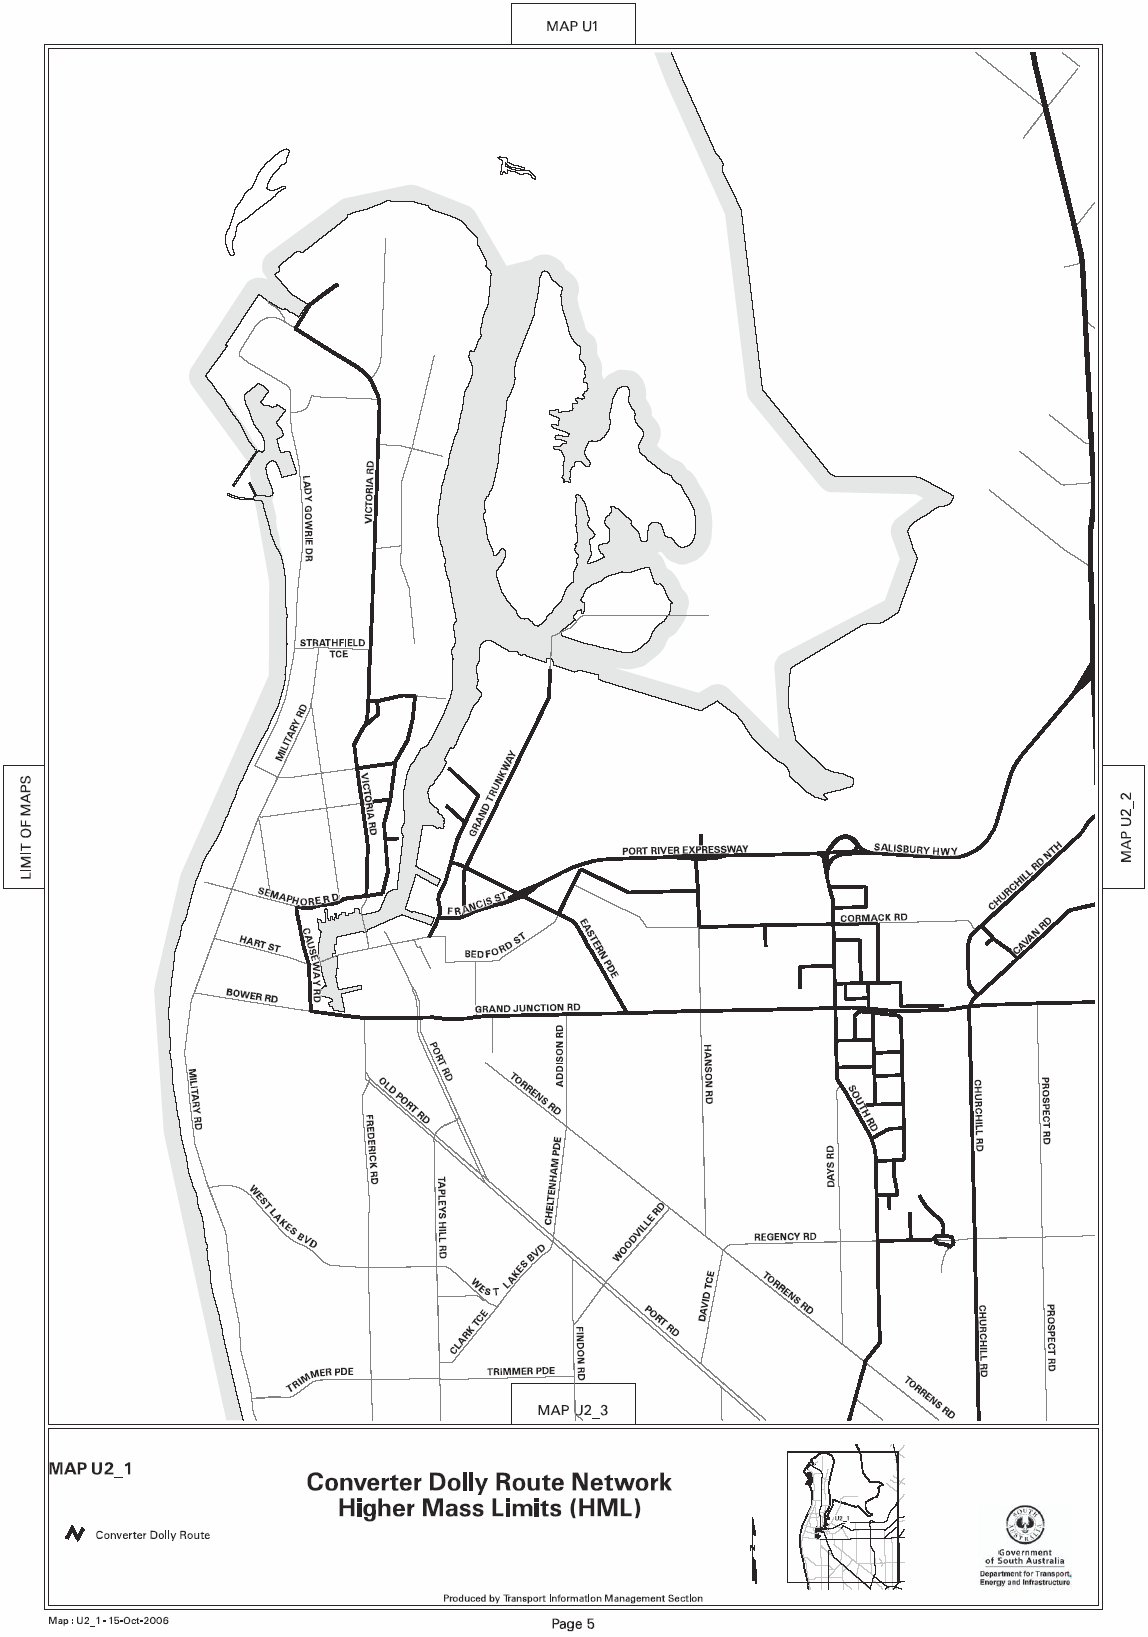 MAP U1
LADY GOWRIE DR
VICTORIA RD
STRATHFIELD
TCE
MILITARY RD
VICTORIA RD
GRAND TRUNKWAY
LIMIT OF MAPS
MAP U2_2
PORT RIVER EXPRESSWAY
SALISBURY HWY
CHURCHILL RD NTH
SEMAPHORE RD
FRANCIS ST
CORMACK RD
CAVAN RD
HART ST
CAUSEWAY RD
BEDFORD ST
EASTERN PDE
BOWER RD
GRAND JUNCTION RD
MILITARY RD
PORT RD
OLD PORT RD
ADDISON RD
TORRENS RD
HANSON RD
SOUTH RD
CHURCHILL RD
PROSPECT RD
FREDERICK RD
TAPLEYS HILL RD
CHELTENHAM PDE
DAYS RD
WEST LAKES BVD
WOODVILLE RD
REGENCY RD
WEST LAKES BVD
CLARK TCE
DAVID TCE
TORRENS RD
PORT RD
FINDON RD
CHURCHILL RD
PROSPECT RD
TRIMMER PDE
TRIMMER PDE
TORRENS RD
MAP U2_3
MAP U2_1
Converter Dolly Route Network
Higher Mass Limits (HML)
Converter Dolly Route
N
U2_1
SOUTH AUSTRALIA
Government
of South Australia
Department for Transport,
Energy and Infrastructure
Produced by Transport Information Management Section
Map : U2_1 - 15-Oct-2006
Page 5